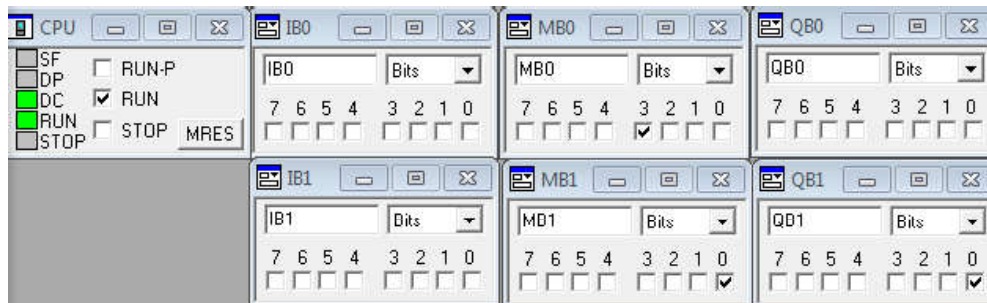 CPU
SF
DP
DC
RUN
STOP
RUN-P
RUN
STOP
MRES
IB0
IB0 Bits
7 6 5 4 3 2 1 0
MB0
MB0 Bits
7 6 5 4 3 2 1 0
QB0
QB0 Bits
7 6 5 4 3 2 1 0
IB1
IB1 Bits
7 6 5 4 3 2 1 0
MB1
MB1 Bits
7 6 5 4 3 2 1 0
QB1
QB1 Bits
7 6 5 4 3 2 1 0